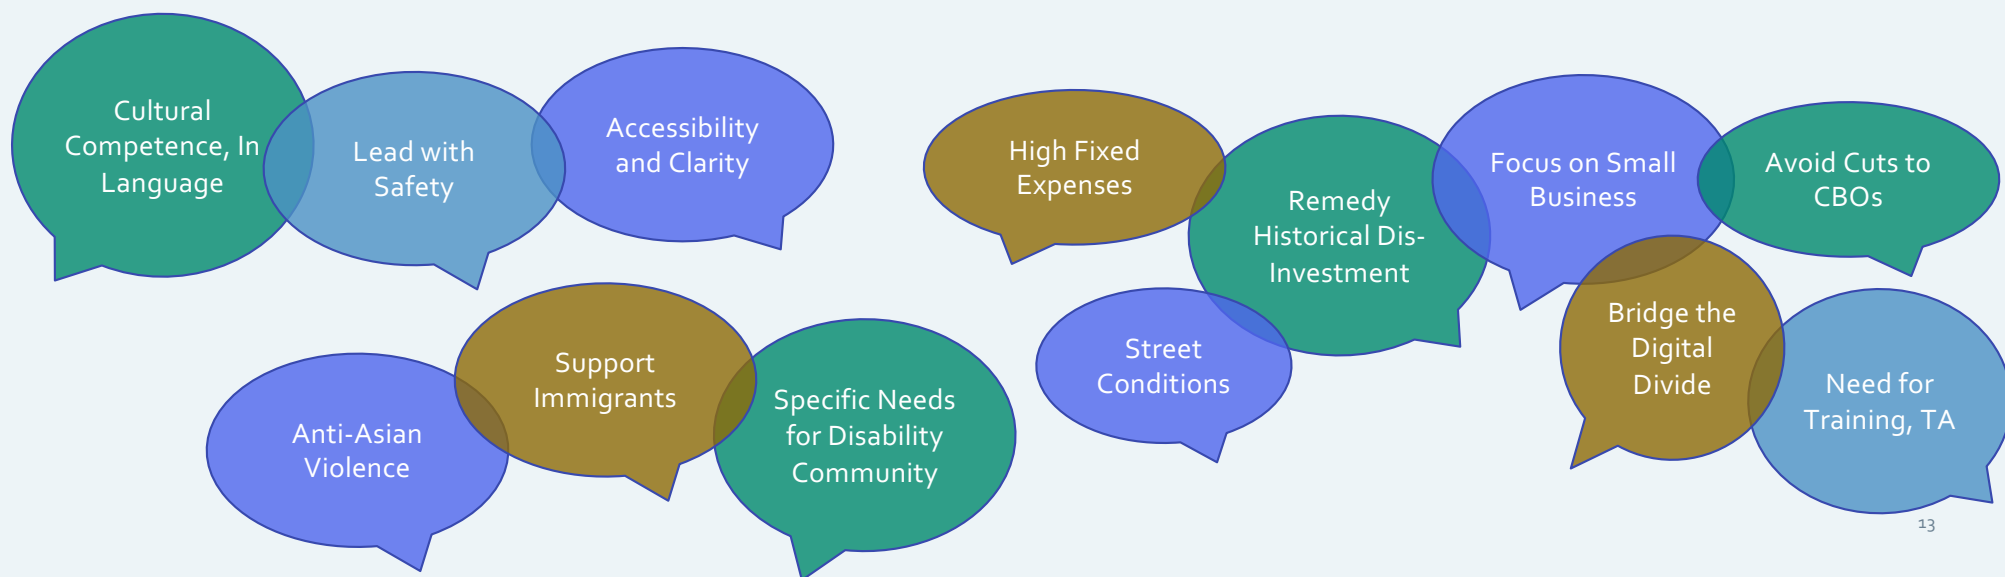 Cultural
Competence, In
Language
Lead with
Safety
Accessibility
and Clarity
Anti-Asian
Violence
Support
Immigrants
Specific Needs
for Disability
Community
High Fixed
Expenses
Remedy
Historical Dis-
Investment
Street
Conditions
Focus on Small
Business
Avoid Cuts to
CBOs
Bridge the
Digital
Divide
Need for
Training, TA
13